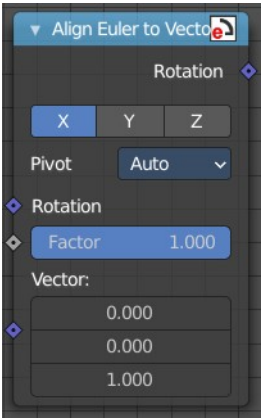 Align Euler to Vecto
e
Rotation
X Y Z
Pivot Auto
Rotation
Factor 1.000
Vector:
0.000
0.000
1.000